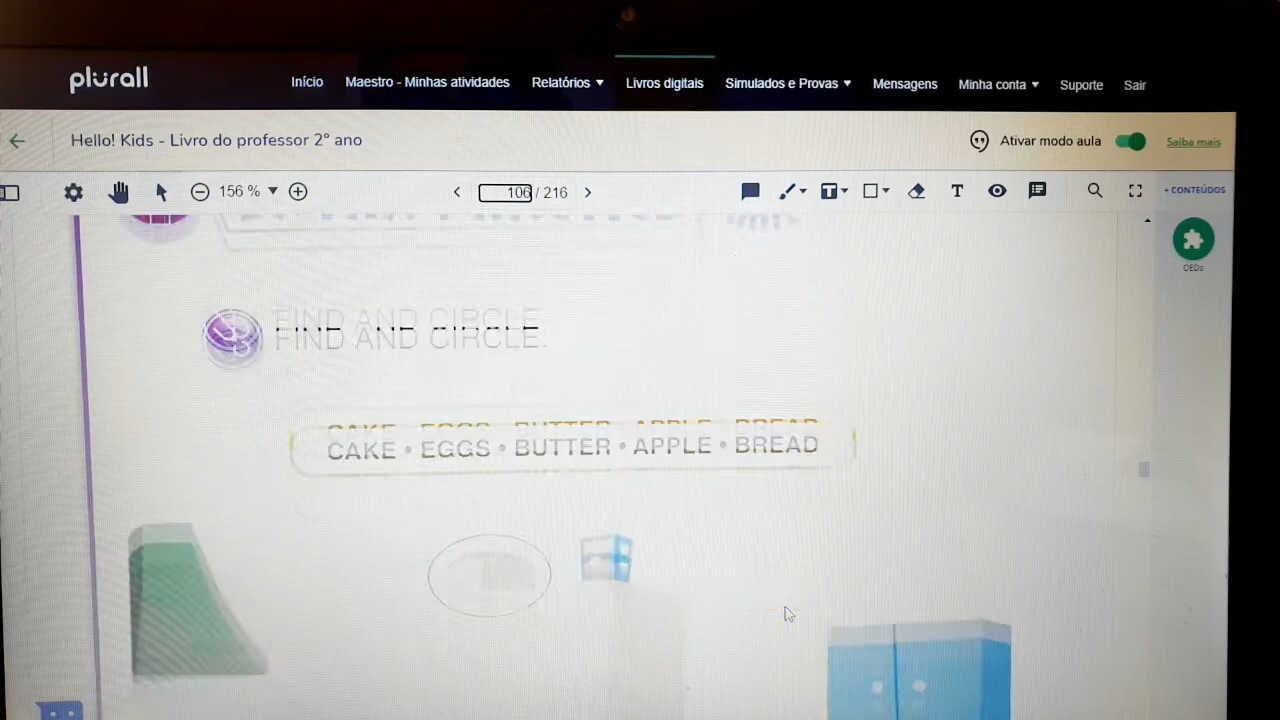 plurall
Início Maestro - Minhas atividades Relatórios Livros digitais Simulados e Provas Mensagens Minha conta Suporte Sair
Hello! Kids - Livro do professor 2º ano
Ativar modo aula Saiba mais
156 % 106 / 216 T + CONTEÚDOS
OEDs
FIND AND CIRCLE.
CAKE • EGGS • BUTTER • APPLE • BREAD